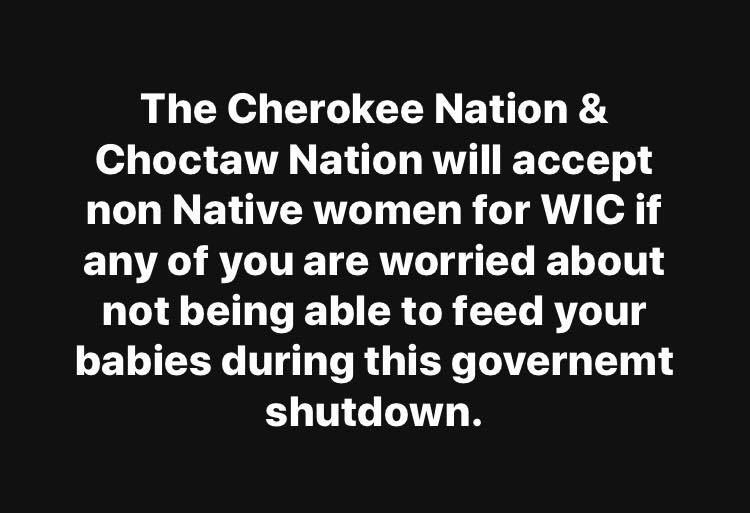 The Cherokee Nation &
Choctaw Nation will accept
non Native women for WIC if
any of you are worried about
not being able to feed your
babies during this governemt
shutdown.